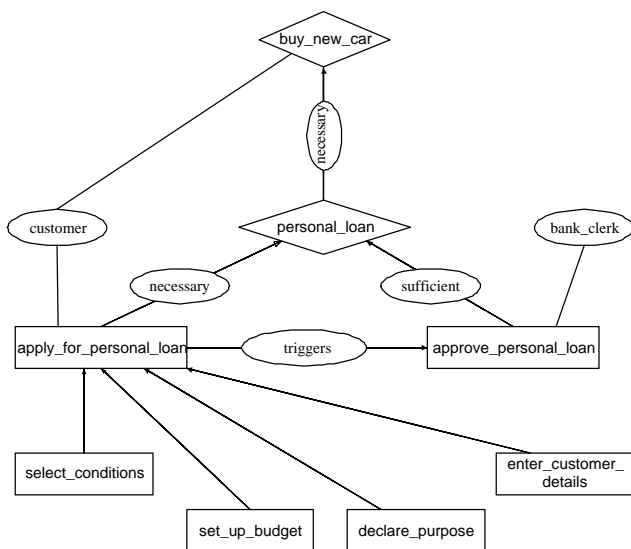 buy_new_car
necessary
customer
personal_loan
bank_clerk
necessary
sufficient
apply_for_personal_loan
triggers
approve_personal_loan
select_conditions
enter_customer_
details
set_up_budget
declare_purpose